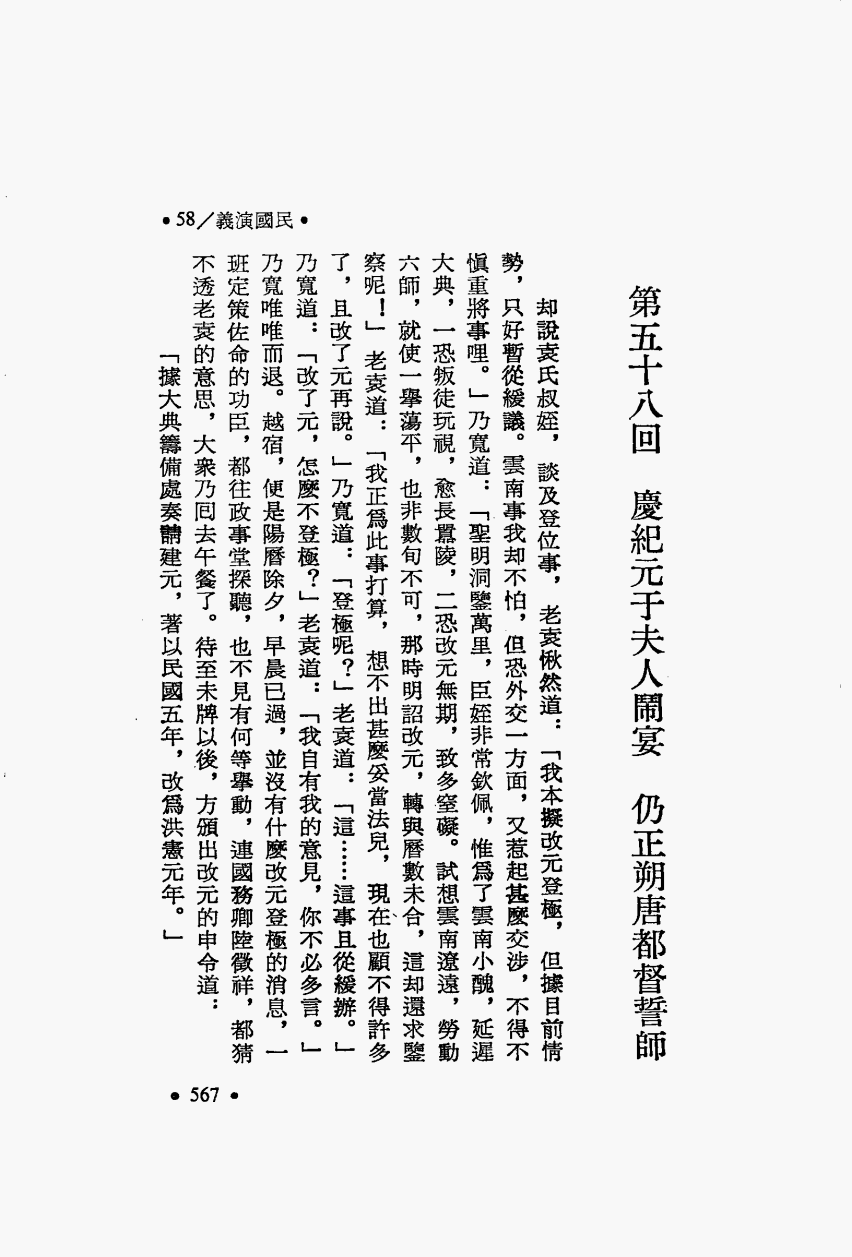 •58／義演國民•
第五十八回　慶紀元于夫人鬧宴　仍正朔唐都督誓師
却說袁氏叔姪，談及登位事，老袁愀然道：「我本擬改元登極，但據目前情
勢，只好暫從緩議。雲南事我却不怕，但恐外交一方面，又惹起甚麼交涉，不得不
慎重將事哩。」乃寬道：「聖明洞鑒萬里，臣姪非常欽佩，惟爲了雲南小醜，延遲
大典，一恐叛徒玩視，愈長囂陵，二恐改元無期，致多窒礙。試想雲南遼遠，勞動
六師，就使一舉蕩平，也非數旬不可，那時明詔改元，轉與曆數未合，這却還求鑒
察呢！」老袁道：「我正爲此事打算，想不出甚麼妥當法兒，現在也顧不得許多
了，且改了元再說。」乃寬道：「登極呢？」老袁道：「這……這事且從緩辦。」
乃寬道：「改了元，怎麼不登極？」老袁道：「我自有我的意見，你不必多言。」
乃寬唯唯而退。越宿，便是陽曆除夕，早晨已過，並沒有什麼改元登極的消息，一
班定策佐命的功臣，都往政事堂探聽，也不見有何等舉動，連國務卿陸徵祥，都猜
不透老袁的意思，大衆乃囘去午餐了。待至未牌以後，方頒出改元的申令道：
「據大典籌備處奏請建元，著以民國五年，改爲洪憲元年。」
•567•